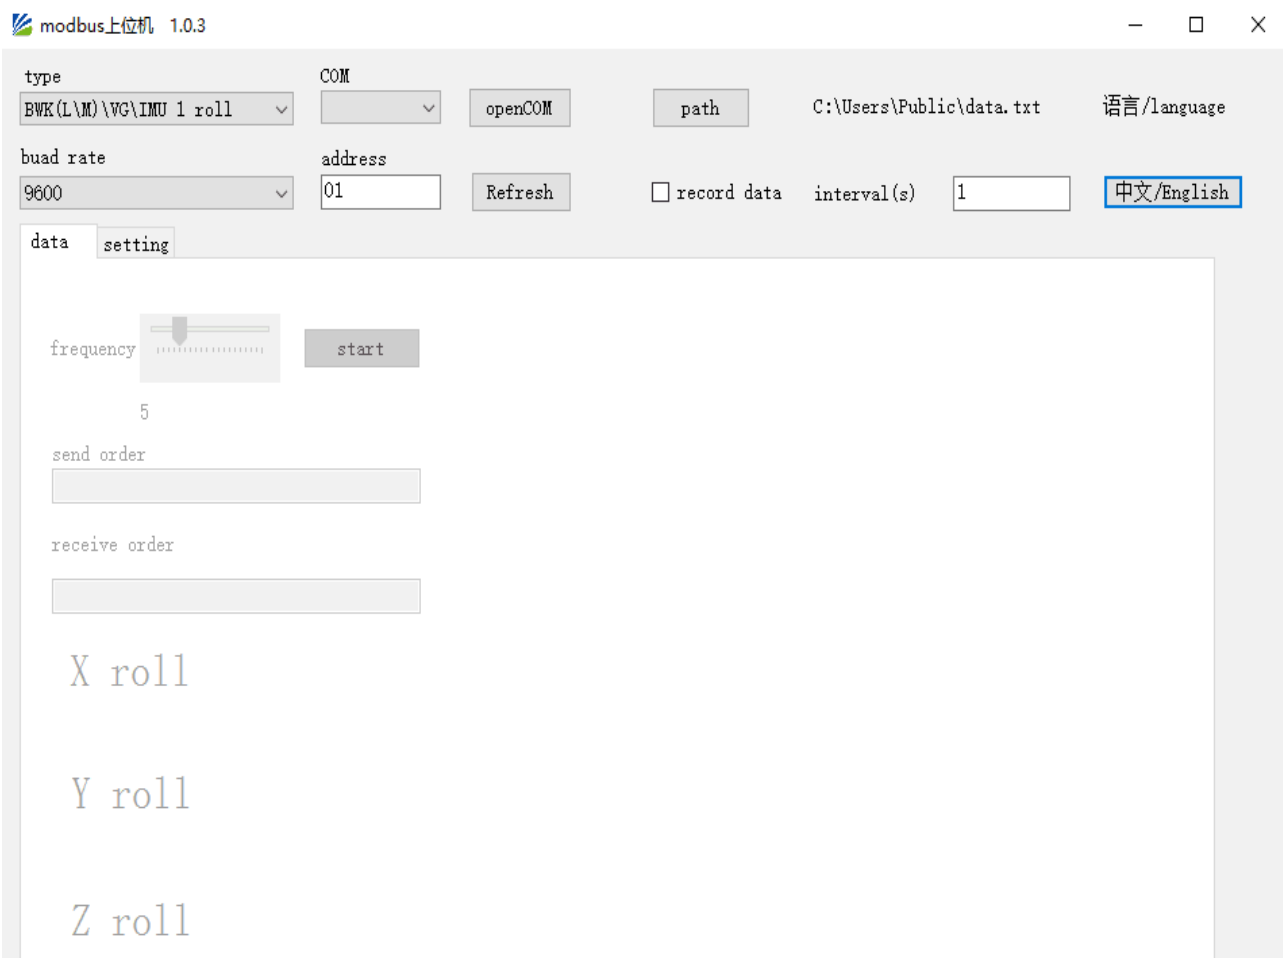 modbus上位机 1.0.3
type COM
BWK(L\M)\VG\IMU 1 roll openCOM path C:\Users\Public\data.txt 语言/language
buad rate address
9600 01 Refresh record data interval(s) 1 中文/English
data setting
frequency start
5
send order
receive order
X roll
Y roll
Z roll